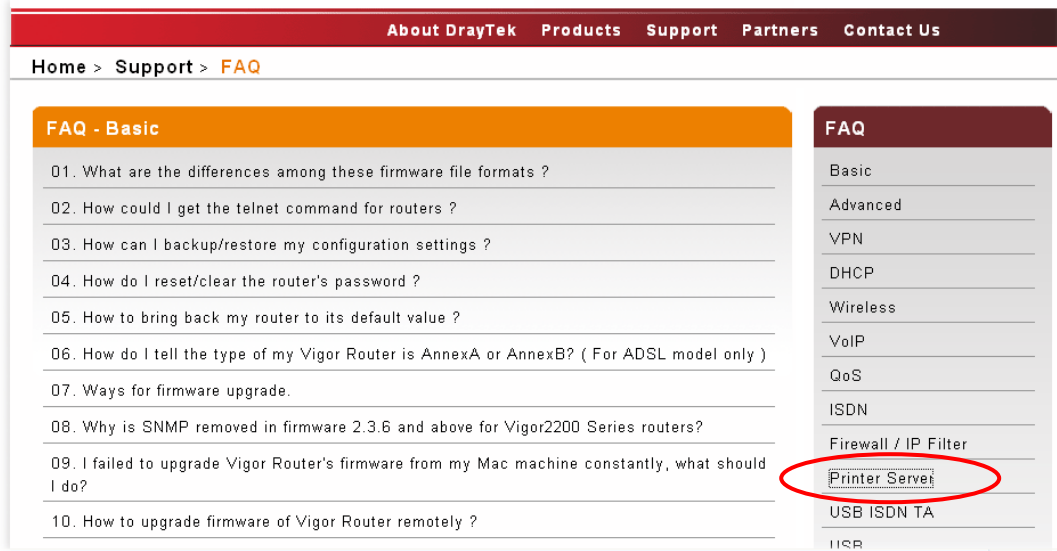 About DrayTek Products Support Partners Contact Us
Home > Support > FAQ
FAQ - Basic
01. What are the differences among these firmware file formats ?
02. How could I get the telnet command for routers ?
03. How can I backup/restore my configuration settings ?
04. How do I reset/clear the router's password ?
05. How to bring back my router to its default value ?
06. How do I tell the type of my Vigor Router is AnnexA or AnnexB? ( For ADSL model only )
07. Ways for firmware upgrade.
08. Why is SNMP removed in firmware 2.3.6 and above for Vigor2200 Series routers?
09. I failed to upgrade Vigor Router's firmware from my Mac machine constantly, what should
I do?
10. How to upgrade firmware of Vigor Router remotely ?
FAQ
Basic
Advanced
VPN
DHCP
Wireless
VoIP
QoS
ISDN
Firewall / IP Filter
Printer Server
USB ISDN TA
USB